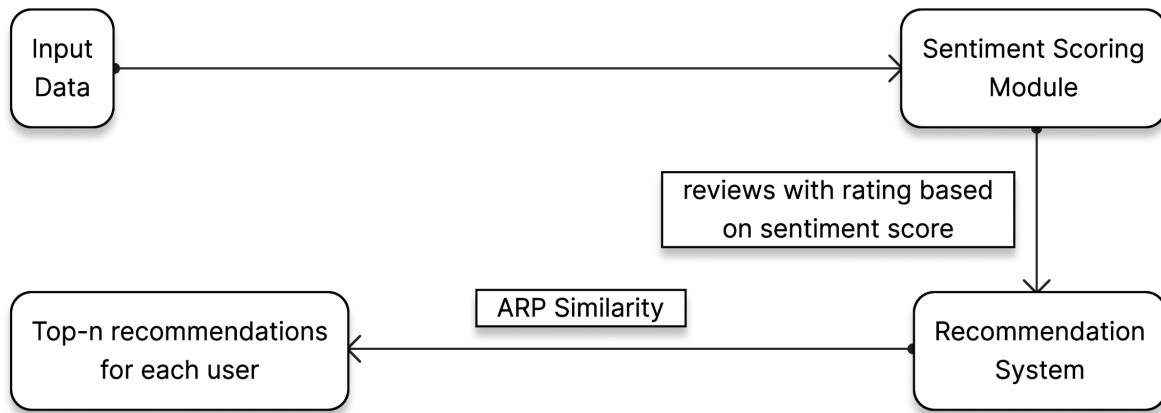 Input
Data
Sentiment Scoring
Module
reviews with rating based
on sentiment score
ARP Similarity
Top-n recommendations
for each user
Recommendation
System